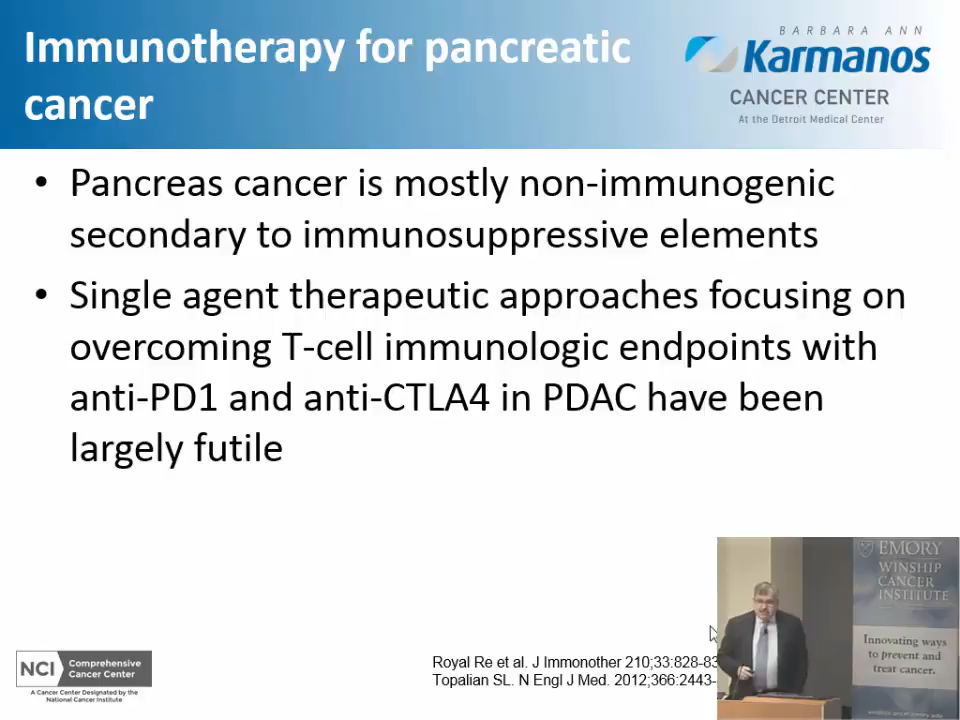 Immunotherapy for pancreatic
cancer
BARBARA ANN
Karmanos
CANCER CENTER
At the Detroit Medical Center
• Pancreas cancer is mostly non-immunogenic
secondary to immunosuppressive elements
• Single agent therapeutic approaches focusing on
overcoming T-cell immunologic endpoints with
anti-PD1 and anti-CTLA4 in PDAC have been
largely futile
EMORY
WINSHIP
CANCER
INSTITUTE
Innovating ways
to prevent and
treat cancer.
NCI
Comprehensive
Cancer Center
A Cancer Center Designated by the
National Cancer Institute
Royal Re et al. J Immonother 210;33:828-83
Topalian SL. N Engl J Med. 2012;366:2443-